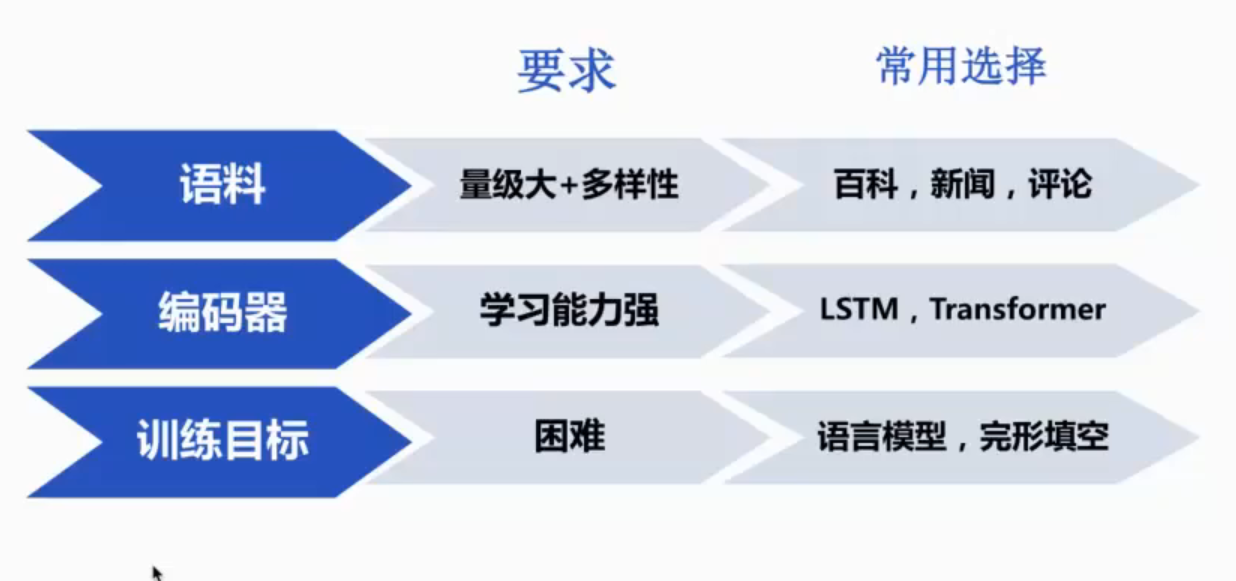 要求 常用选择
语料 量级大+多样性 百科，新闻，评论
编码器 学习能力强 LSTM，Transformer
训练目标 困难 语言模型，完形填空